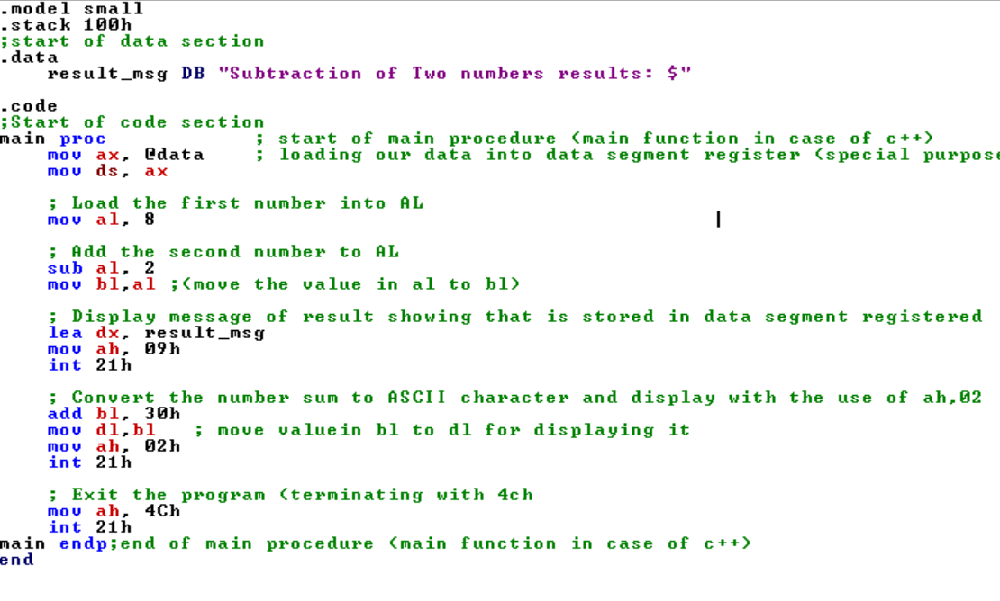 .model small
.stack 100h
;start of data section
.data
result_msg DB "Subtraction of Two numbers results: $"
.code
;Start of code section
main proc ; start of main procedure (main function in case of c++)
mov ax, @data ; loading our data into data segment register (special purpose
mov ds, ax
; Load the first number into AL
mov al, 8
; Add the second number to AL
sub al, 2
mov bl,al ;(move the value in al to bl)
; Display message of result showing that is stored in data segment registered
lea dx, result_msg
mov ah, 09h
int 21h
; Convert the number sum to ASCII character and display with the use of ah,02
add bl, 30h
mov dl,bl ; move valuein bl to dl for displaying it
mov ah, 02h
int 21h
; Exit the program (terminating with 4ch
mov ah, 4Ch
int 21h
main endp;end of main procedure (main function in case of c++)
end